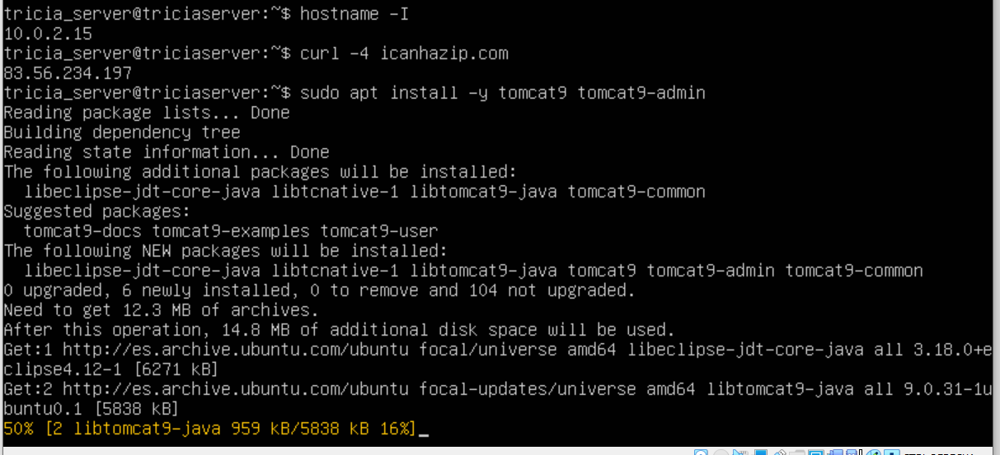 tricia_server@triciaserver:~$ hostname -I
10.0.2.15
tricia_server@triciaserver:~$ curl -4 icanhazip.com
83.56.234.197
tricia_server@triciaserver:~$ sudo apt install -y tomcat9 tomcat9-admin
Reading package lists... Done
Building dependency tree
Reading state information... Done
The following additional packages will be installed:
  libeclipse-jdt-core-java libtcnative-1 libtomcat9-java tomcat9-common
Suggested packages:
  tomcat9-docs tomcat9-examples tomcat9-user
The following NEW packages will be installed:
  libeclipse-jdt-core-java libtcnative-1 libtomcat9-java tomcat9 tomcat9-admin tomcat9-common
0 upgraded, 6 newly installed, 0 to remove and 104 not upgraded.
Need to get 12.3 MB of archives.
After this operation, 14.8 MB of additional disk space will be used.
Get:1 http://es.archive.ubuntu.com/ubuntu focal/universe amd64 libeclipse-jdt-core-java all 3.18.0+e
clipse4.12-1 [6271 kB]
Get:2 http://es.archive.ubuntu.com/ubuntu focal-updates/universe amd64 libtomcat9-java all 9.0.31-1u
buntu0.1 [5838 kB]
50% [2 libtomcat9-java 959 kB/5838 kB 16%]_